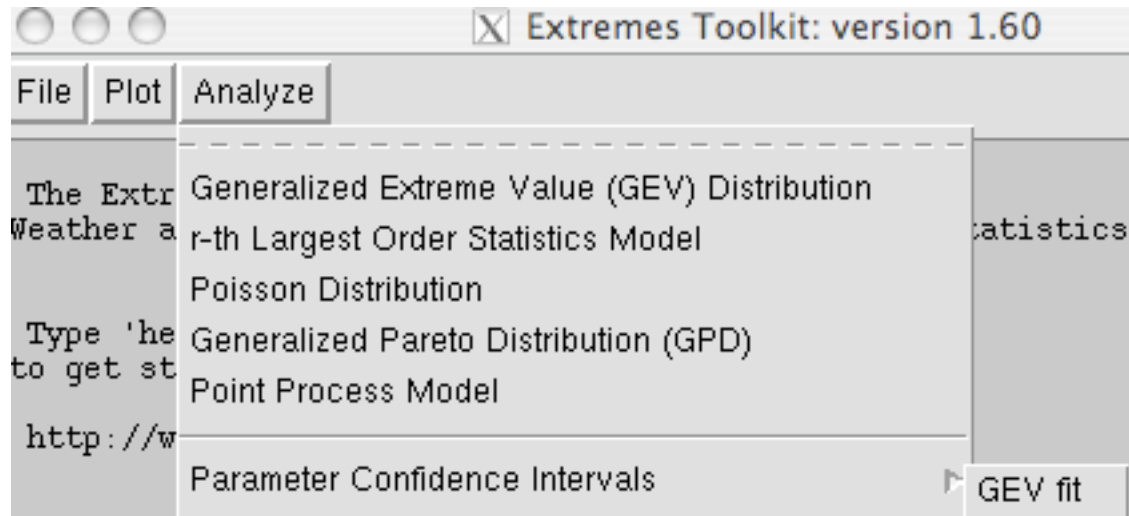 Extremes Toolkit: version 1.60
File Plot Analyze
The Extr
Weather a
tatistics
Type 'he
to get st
http://w
Generalized Extreme Value (GEV) Distribution
r-th Largest Order Statistics Model
Poisson Distribution
Generalized Pareto Distribution (GPD)
Point Process Model
Parameter Confidence Intervals
GEV fit